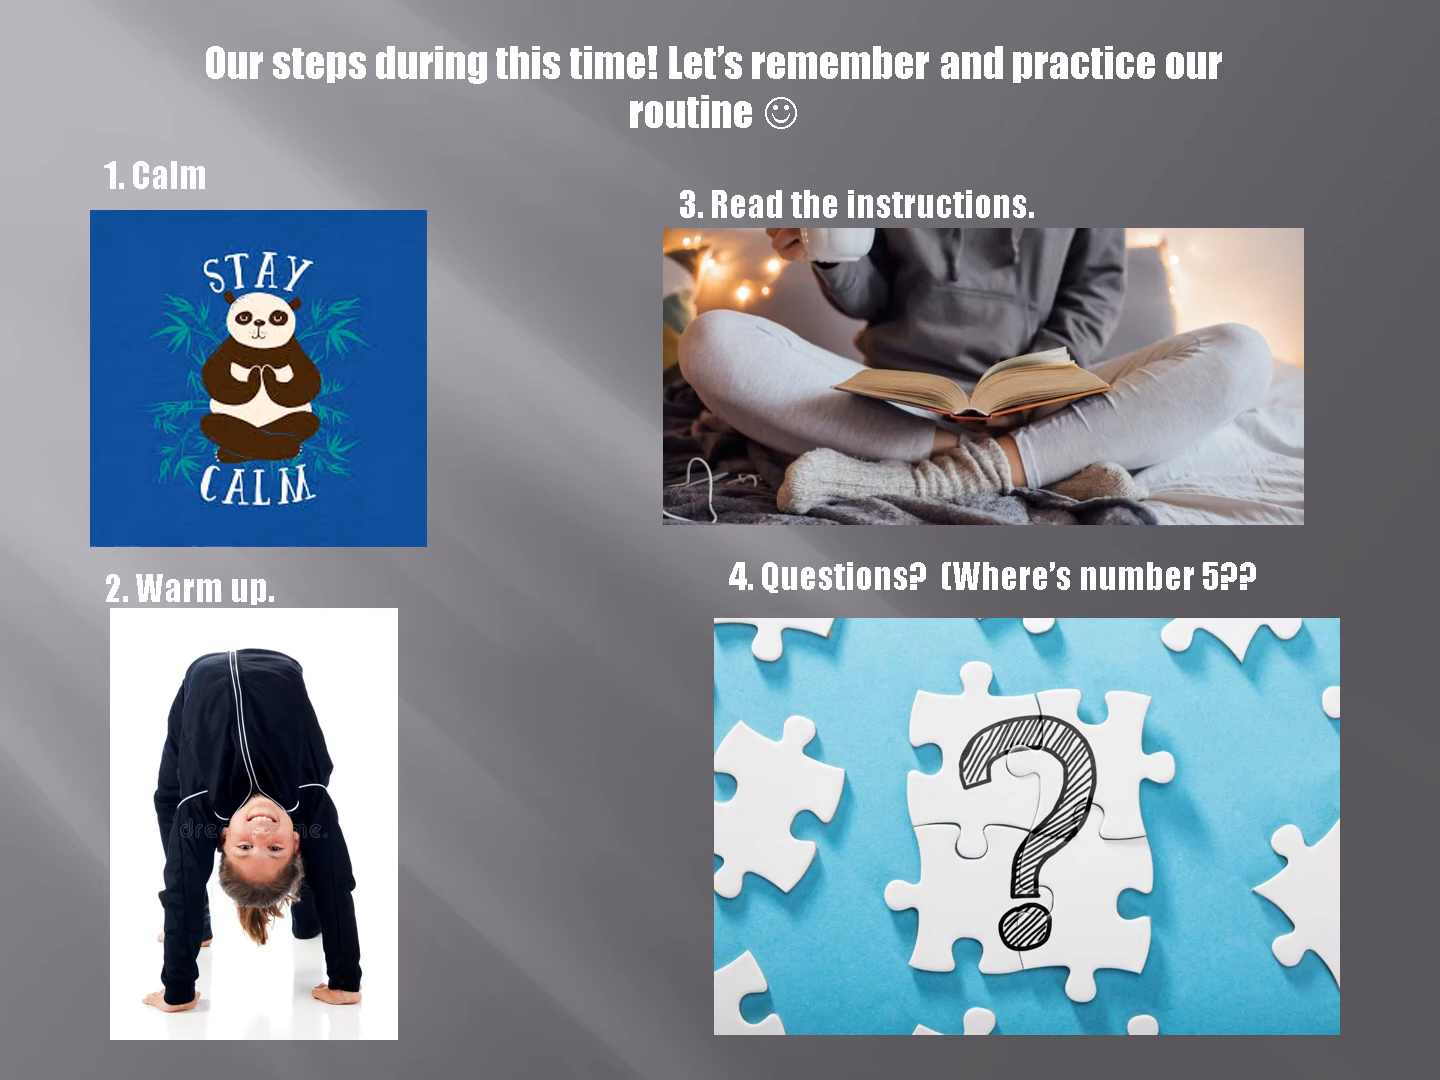 Our steps during this time! Let’s remember and practice our
routine ☺
1. Calm
STAY
CALM
2. Warm up.
3. Read the instructions.
4. Questions?  (Where’s number 5??